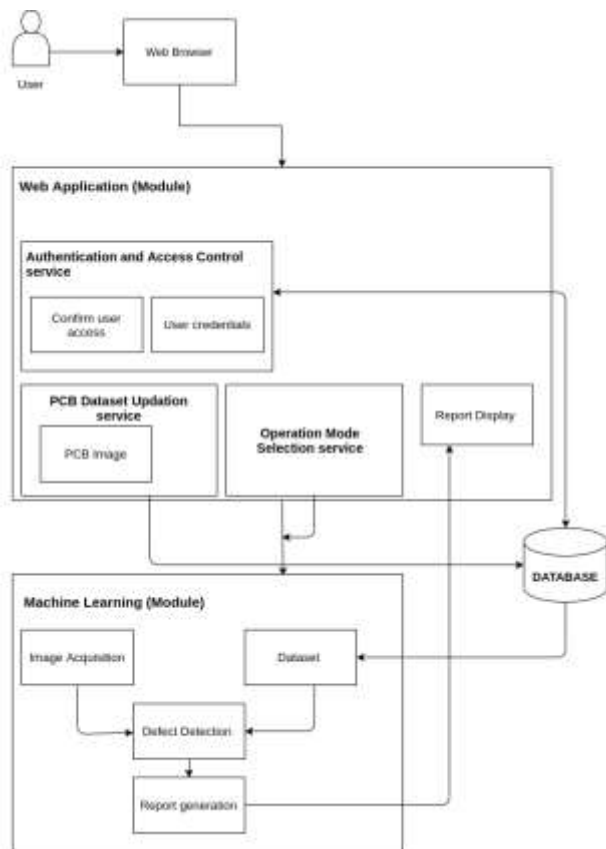 Web Browser
User
Web Application (Module)
Authentication and Access Control
service
Confirm user
access
User credentials
PCB Dataset Updation
service
PCB Image
Operation Mode
Selection service
Report Display
DATABASE
Machine Learning (Module)
Image Acquisition
Dataset
Defect Detection
Report generation